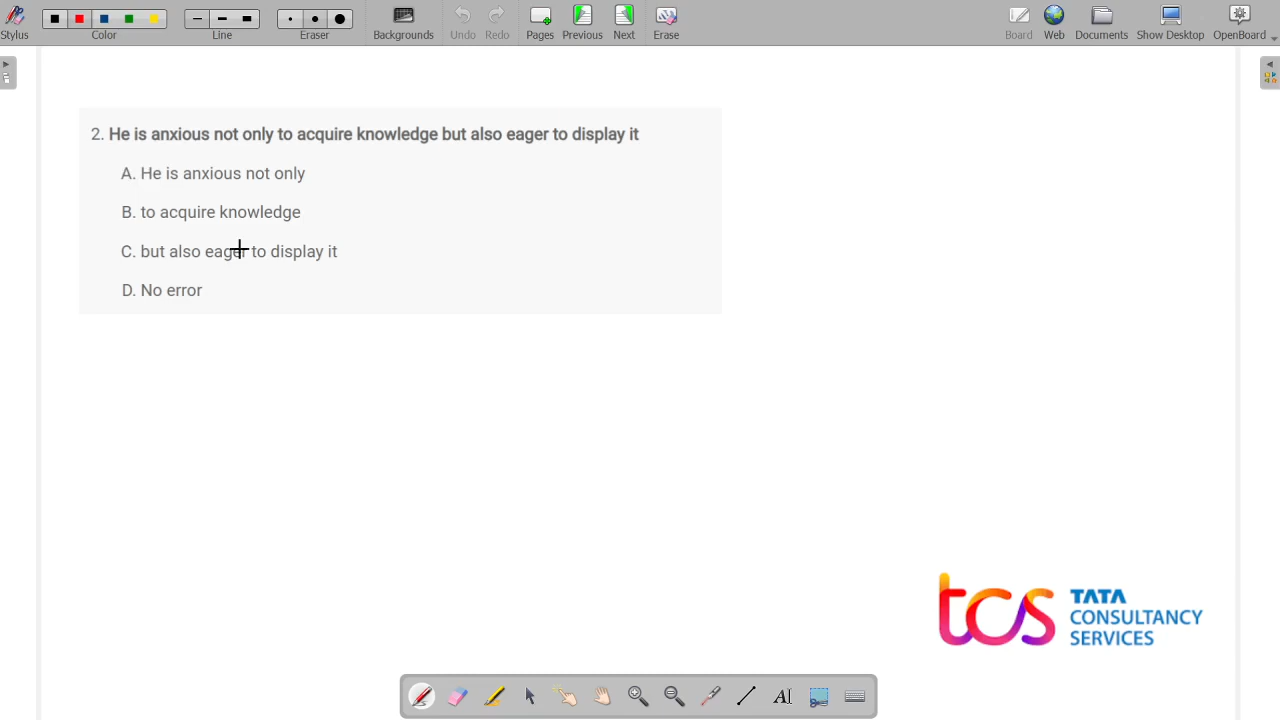 Stylus
Color
Line
Eraser
Backgrounds
Undo
Redo
Pages
Previous
Next
Erase
Board
Web
Documents
Show Desktop
OpenBoard
2. He is anxious not only to acquire knowledge but also eager to display it
A. He is anxious not only
B. to acquire knowledge
C. but also eager to display it
D. No error
tcs
TATA
CONSULTANCY
SERVICES
AI